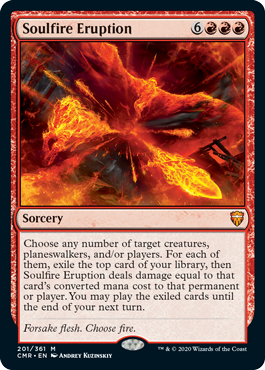 Soulfire Eruption 6
Sorcery
Choose any number of target creatures,
planeswalkers, and/or players. For each of
them, exile the top card of your library, then
Soulfire Eruption deals damage equal to that
card's converted mana cost to that permanent
or player. You may play the exiled cards until
the end of your next turn.
Forsake flesh. Choose fire.
201/361 M
CMR • EN Andrey Kuzinskiy
™ & © 2020 Wizards of the Coast